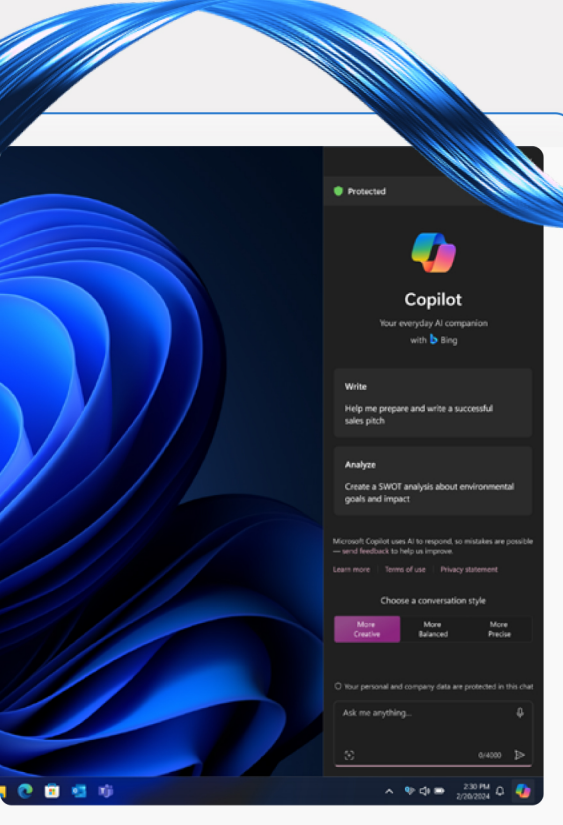 Protected
Copilot
Your everyday AI companion
with Bing
Write
Help me prepare and write a successful
sales pitch
Analyze
Create a SWOT analysis about environmental
goals and impact
Microsoft Copilot uses AI to respond, so mistakes are possible
— send feedback to help us improve.
Learn more Terms of use Privacy statement
Choose a conversation style
More
Creative
More
Balanced
More
Precise
Your personal and company data are protected in this chat
Ask me anything...
0/4000
2:30 PM
2/20/2024